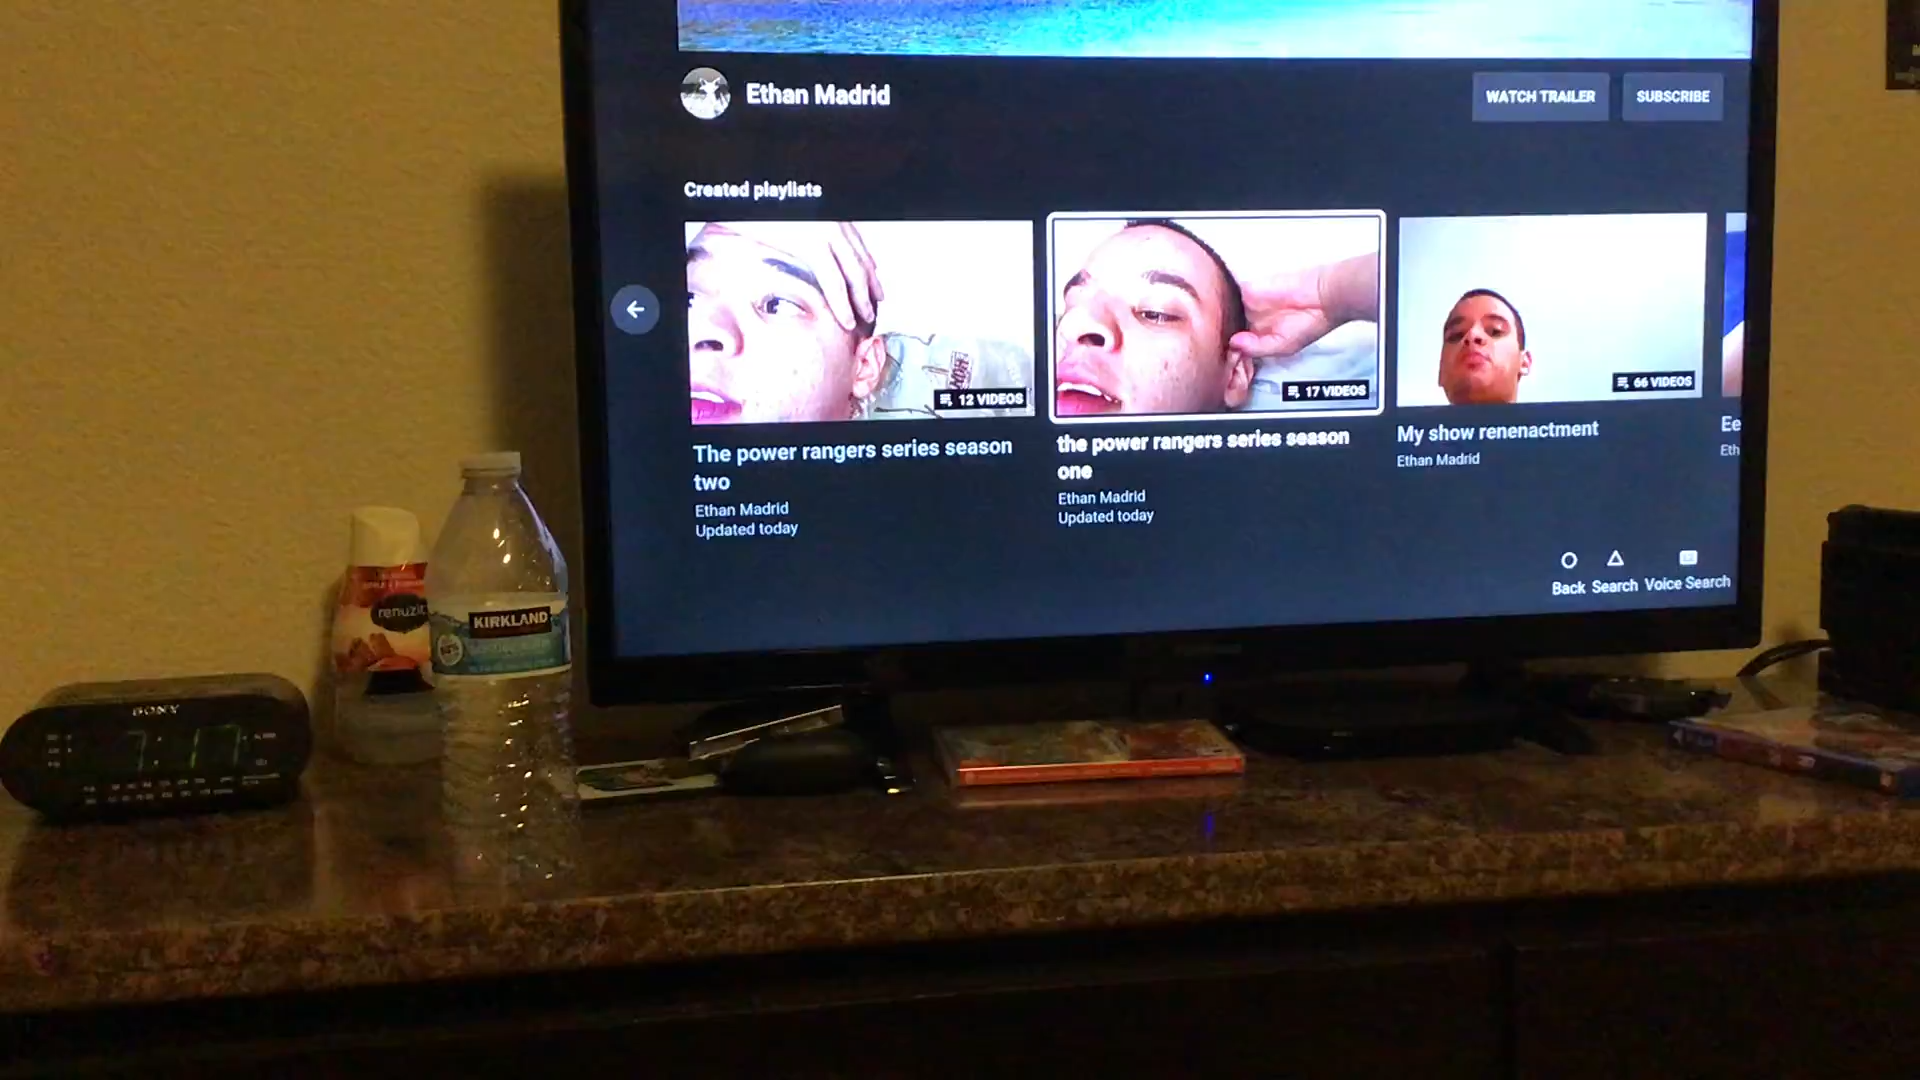 Ethan Madrid
WATCH TRAILER
SUBSCRIBE
Created playlists
12 VIDEOS
17 VIDEOS
66 VIDEOS
The power rangers series season
two
Ethan Madrid
Updated today
the power rangers series season
one
Ethan Madrid
Updated today
My show renenactment
Ethan Madrid
Ee
Eth
Back
Search
Voice Search
renuzit
KIRKLAND
SONY